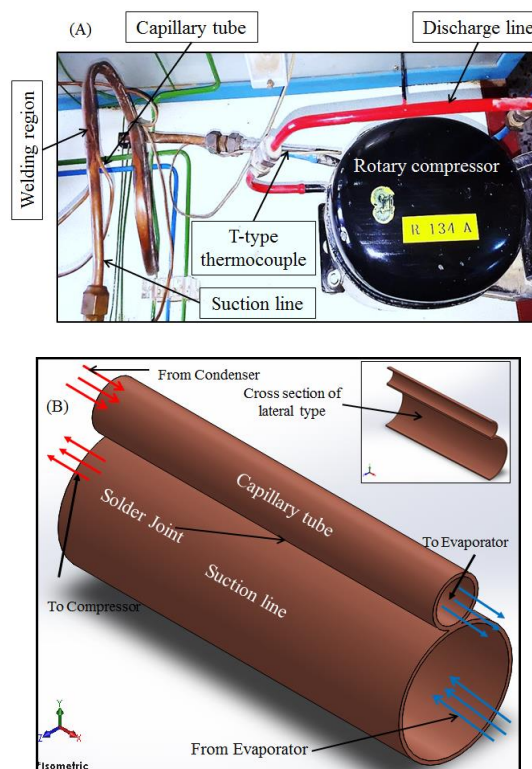 (A)
Capillary tube
Discharge line
Welding region
Rotary compressor
R 134 A
T-type
thermocouple
Suction line
(B)
From Condenser
Cross section of
lateral type
Capillary tube
Solder Joint
To Evaporator
Suction line
To Compressor
From Evaporator
Y
Z
X
*Isometric